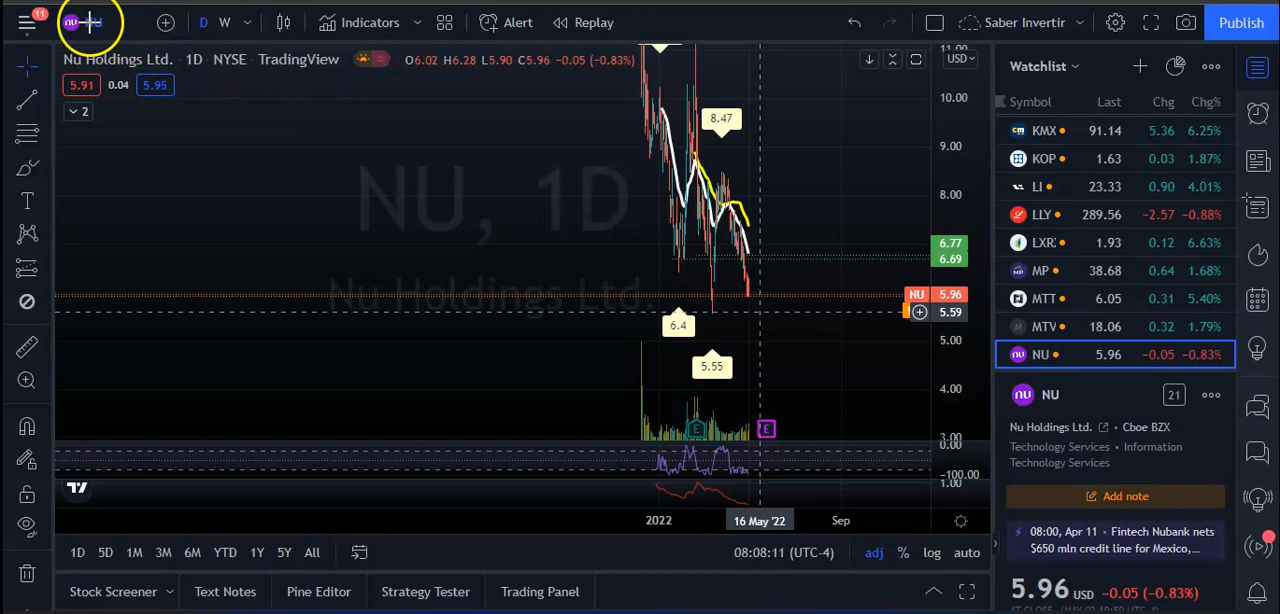 11
nu NU
D W
Indicators
Alert
Replay
Saber Invertir
Publish
Nu Holdings Ltd. · 1D · NYSE · TradingView
O6.02 H6.28 L5.90 C5.96 -0.05 (-0.83%)
5.91 0.04 5.95
2
NU, 1D
Nu Holdings Ltd.
8.47
6.4
5.55
USD
11.00
10.00
9.00
8.00
6.77
6.69
NU 5.96
5.59
5.00
4.00
3.00
0.00
-100.00
1.00
E
E
2022
16 May '22
Sep
1D 5D 1M 3M 6M YTD 1Y 5Y All
08:08:11 (UTC-4)
adj % log auto
Stock Screener
Text Notes
Pine Editor
Strategy Tester
Trading Panel
Watchlist
Symbol Last Chg Chg%
KMX 91.14 5.36 6.25%
KOP 1.63 0.03 1.87%
LI 23.33 0.90 4.01%
LLY 289.56 -2.57 -0.88%
LXR 1.93 0.12 6.63%
MP 38.68 0.64 1.68%
MTT 6.05 0.31 5.40%
MTV 18.06 0.32 1.79%
NU 5.96 -0.05 -0.83%
nu NU 21
Nu Holdings Ltd. · Cboe BZX
Technology Services · Information
Technology Services
Add note
08:00, Apr 11 · Fintech Nubank nets
$650 mln credit line for Mexico,...
5.96 USD -0.05 (-0.83%)